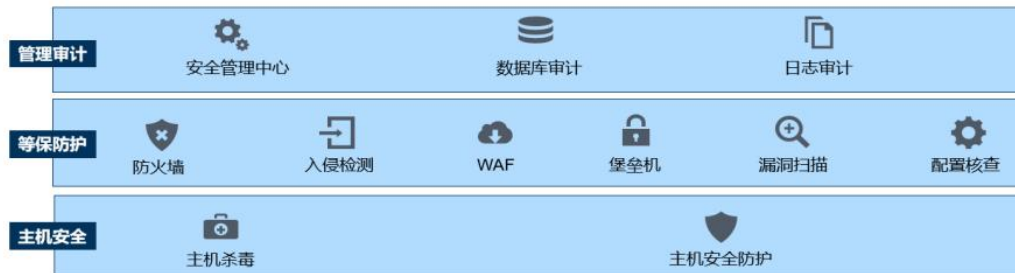 管理审计
安全管理中心
数据库审计
日志审计
等保防护
防火墙
入侵检测
WAF
堡垒机
漏洞扫描
配置核查
主机安全
主机杀毒
主机安全防护